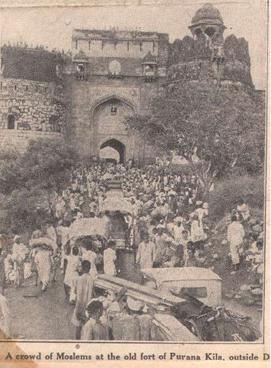 A crowd of Moslems at the old fort of Purana Kila, outside D